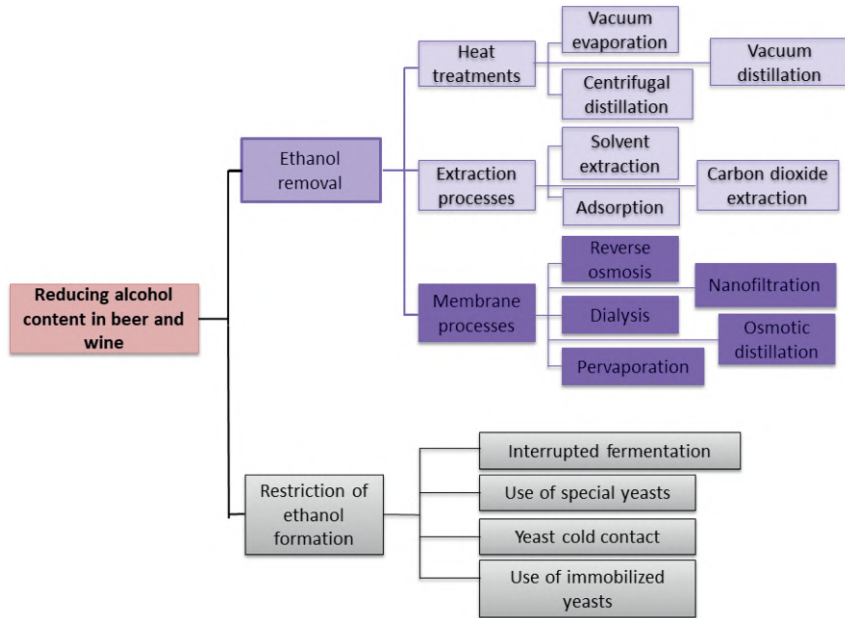 Reducing alcohol
content in beer and
wine
Ethanol
removal
Heat
treatments
Vacuum
evaporation
Centrifugal
distillation
Vacuum
distillation
Extraction
processes
Solvent
extraction
Adsorption
Carbon dioxide
extraction
Membrane
processes
Reverse
osmosis
Nanofiltration
Dialysis
Osmotic
distillation
Pervaporation
Restriction of
ethanol
formation
Interrupted fermentation
Use of special yeasts
Yeast cold contact
Use of immobilized
yeasts